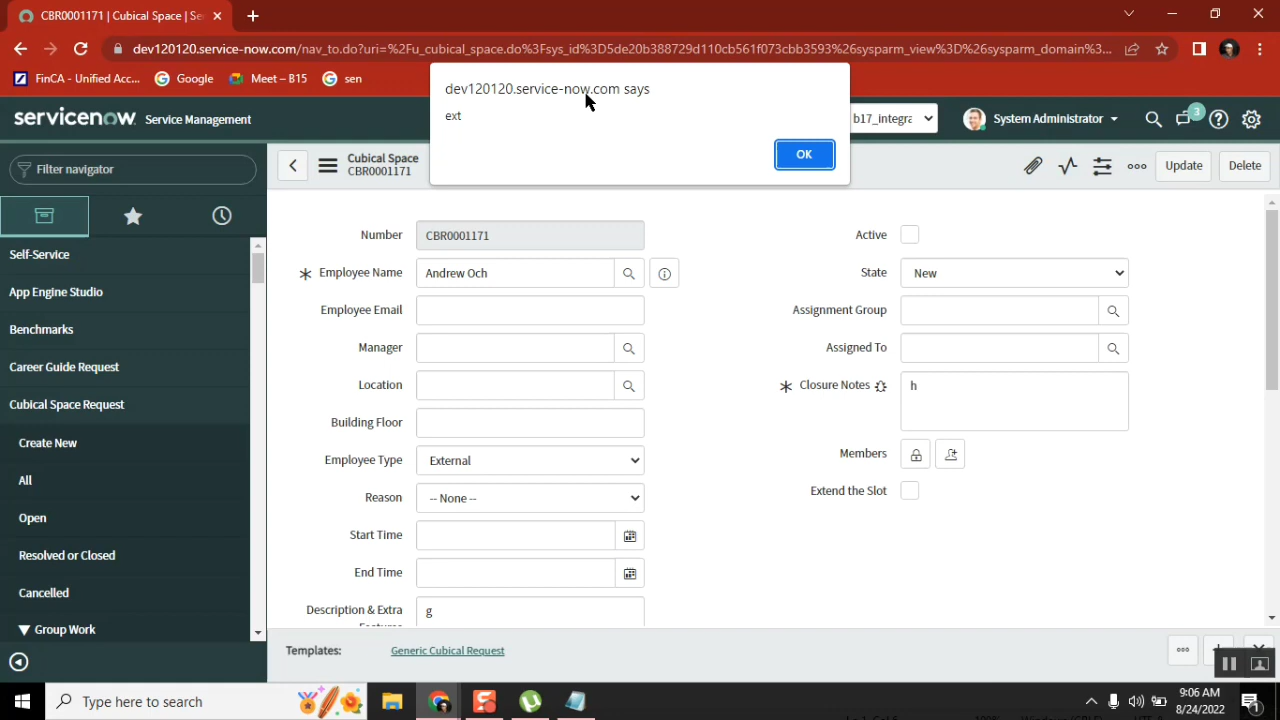 CBR0001171 | Cubical Space | Se
dev120120.service-now.com/nav_to.do?uri=%2Fu_cubical_space.do%3Fsys_id%3D5de20b388729d110cb561f073cbb3593%26sysparm_view%3D%26sysparm_domain%...
FinCA - Unified Acc...
Google
Meet – B15
sen
dev120120.service-now.com says
ext
OK
servicenow Service Management
b17_integra
System Administrator
3
Filter navigator
Cubical Space
CBR0001171
Update
Delete
Self-Service
App Engine Studio
Benchmarks
Career Guide Request
Cubical Space Request
Create New
All
Open
Resolved or Closed
Cancelled
Group Work
Number CBR0001171
Employee Name Andrew Och
Employee Email
Manager
Location
Building Floor
Employee Type External
Reason -- None --
Start Time
End Time
Description & Extra g
Active
State New
Assignment Group
Assigned To
Closure Notes h
Members
Extend the Slot
Templates: Generic Cubical Request
Type here to search
9:06 AM
8/24/2022
1